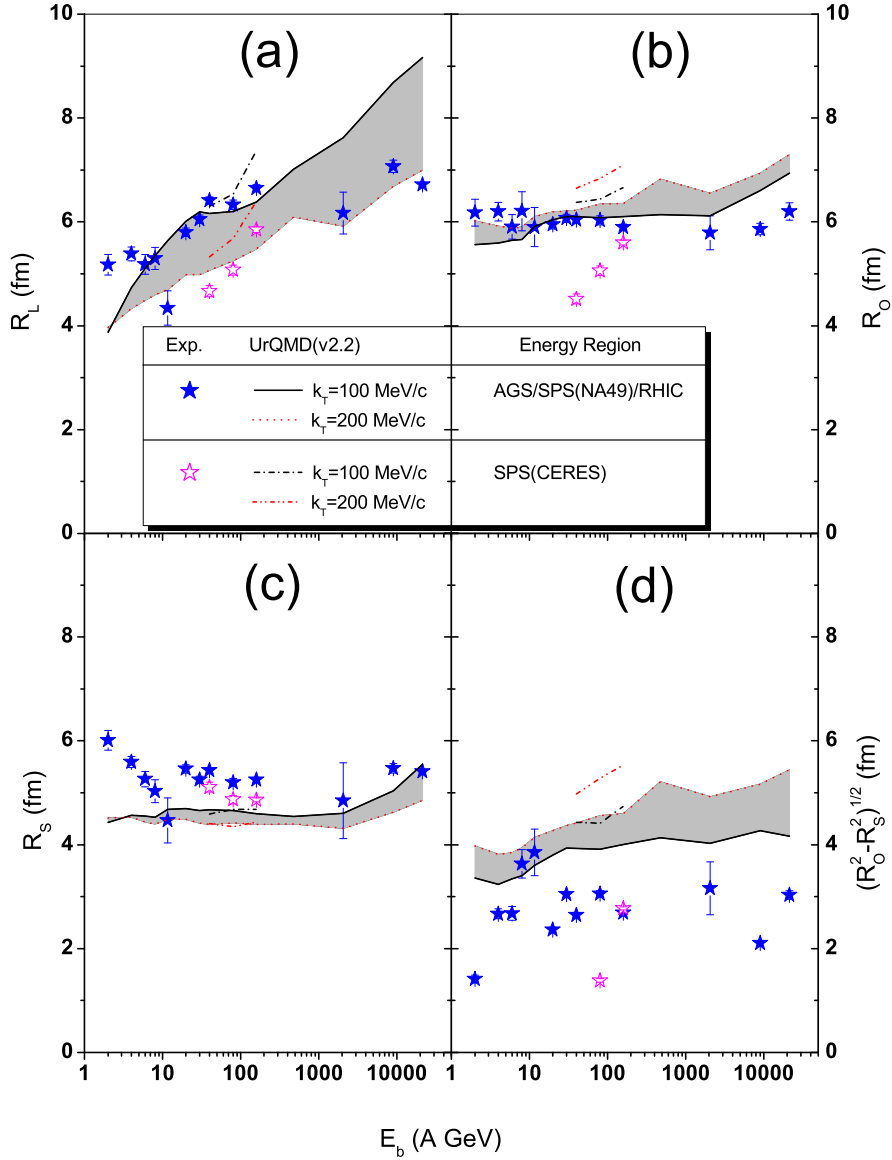 10
8
6
4
2
0
R_L (fm)
(a)
(b)
R_O (fm)
Exp. UrQMD(v2.2) Energy Region
k_T=100 MeV/c AGS/SPS(NA49)/RHIC
k_T=200 MeV/c
k_T=100 MeV/c SPS(CERES)
k_T=200 MeV/c
10
8
6
4
2
0
8
6
4
2
0
R_S (fm)
(c)
(d)
(R_O^2-R_S^2)^1/2 (fm)
8
6
4
2
0
1 10 100 1000 10000
1 10 100 1000 10000
E_b (A GeV)